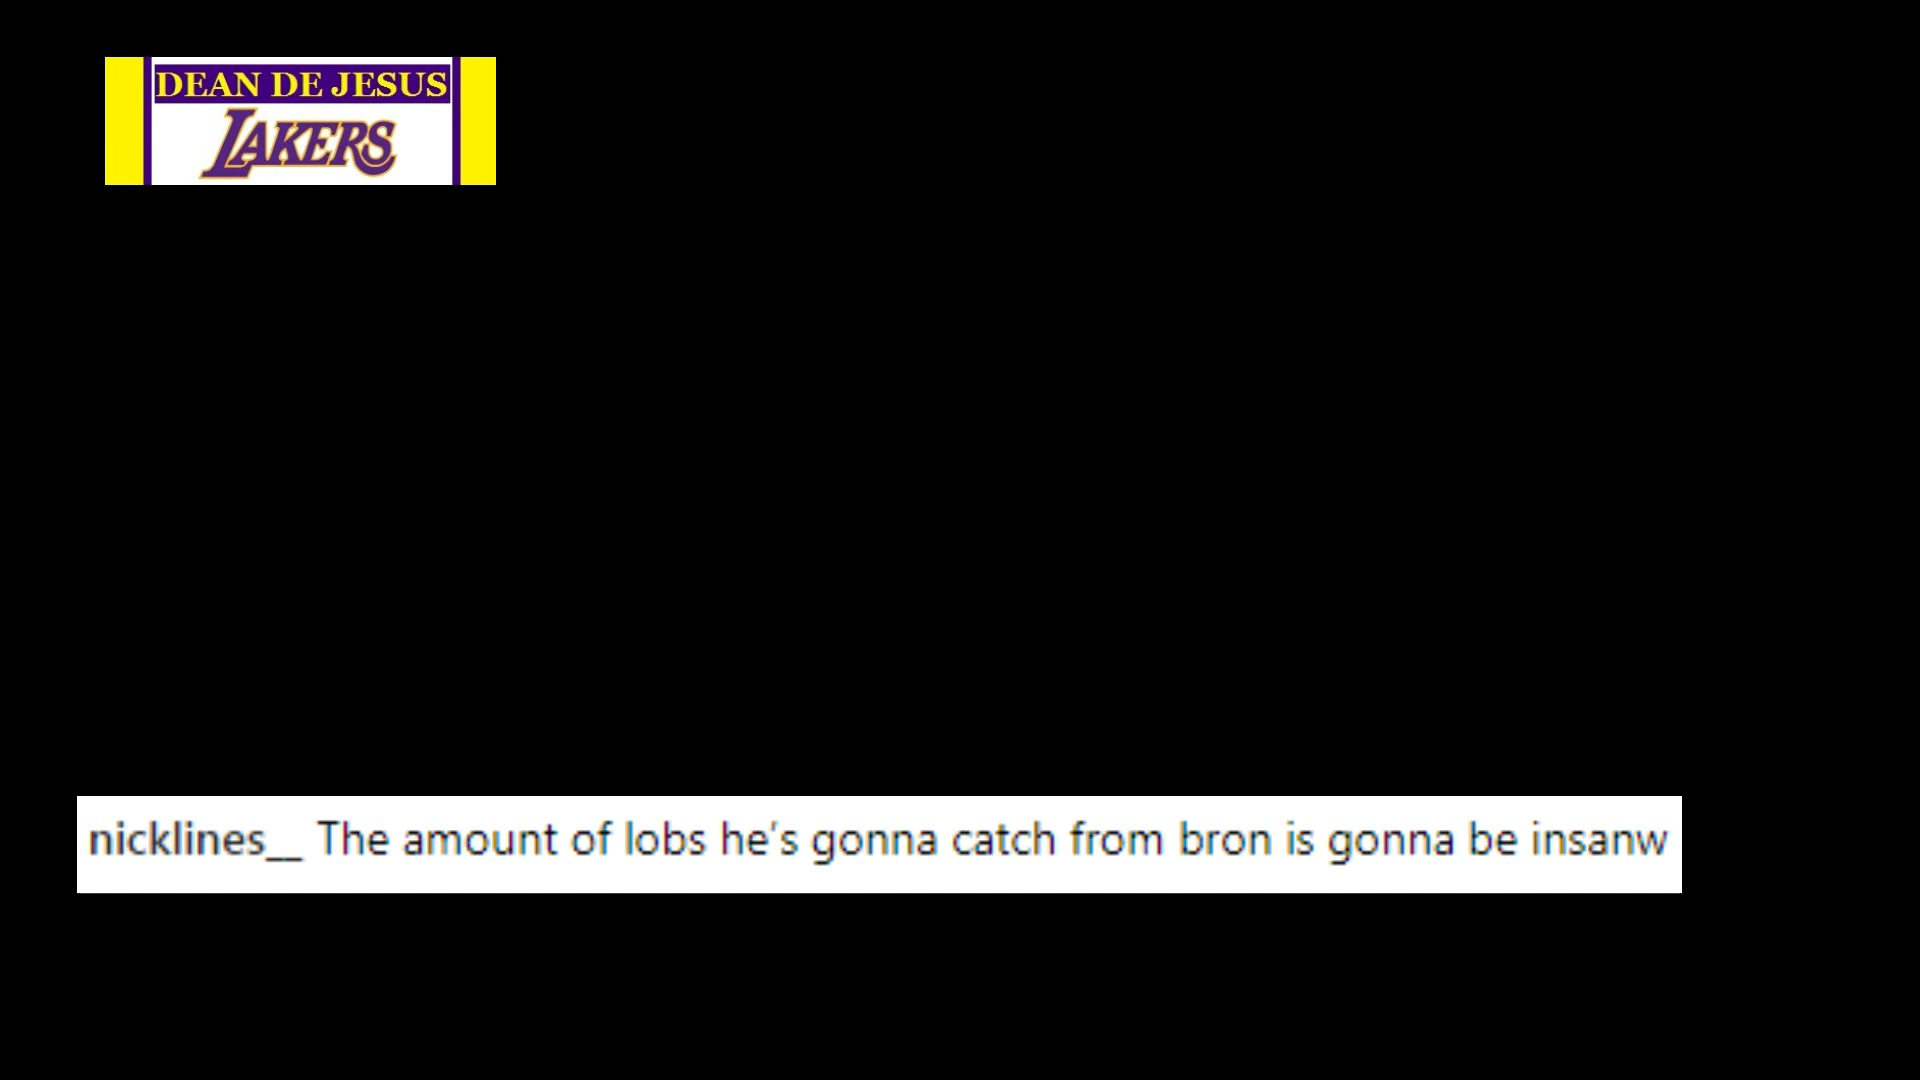 DEAN DE JESUS
LAKERS
nicklines__ The amount of lobs he's gonna catch from bron is gonna be insanw